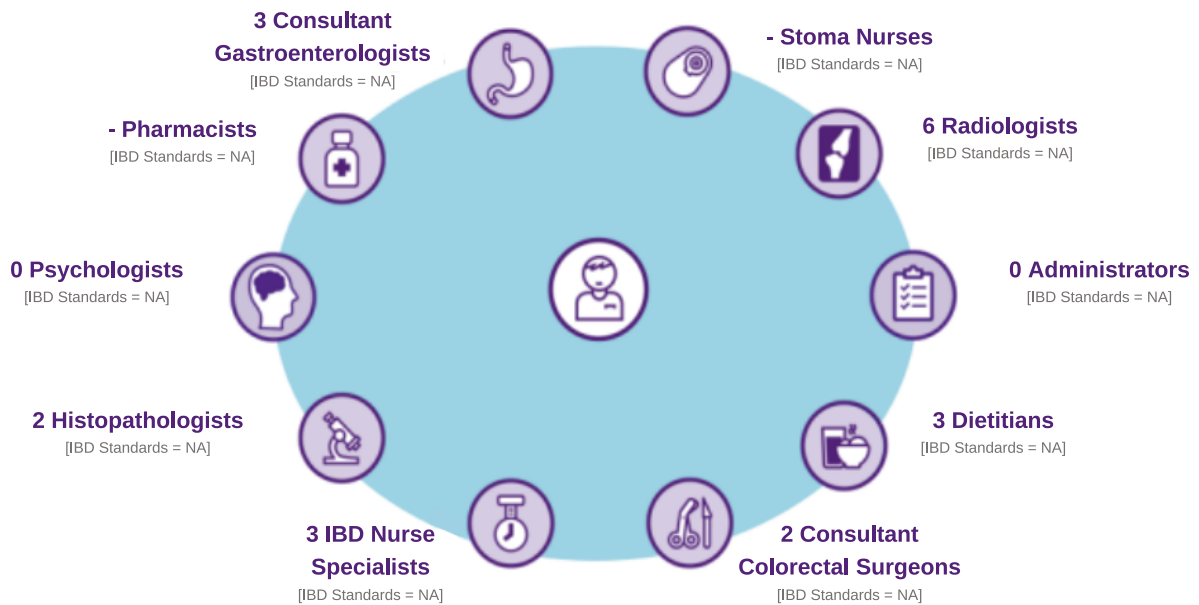 3 Consultant
Gastroenterologists
[IBD Standards = NA]
- Stoma Nurses
[IBD Standards = NA]
- Pharmacists
[IBD Standards = NA]
6 Radiologists
[IBD Standards = NA]
0 Psychologists
[IBD Standards = NA]
0 Administrators
[IBD Standards = NA]
2 Histopathologists
[IBD Standards = NA]
3 Dietitians
[IBD Standards = NA]
3 IBD Nurse
Specialists
[IBD Standards = NA]
2 Consultant
Colorectal Surgeons
[IBD Standards = NA]